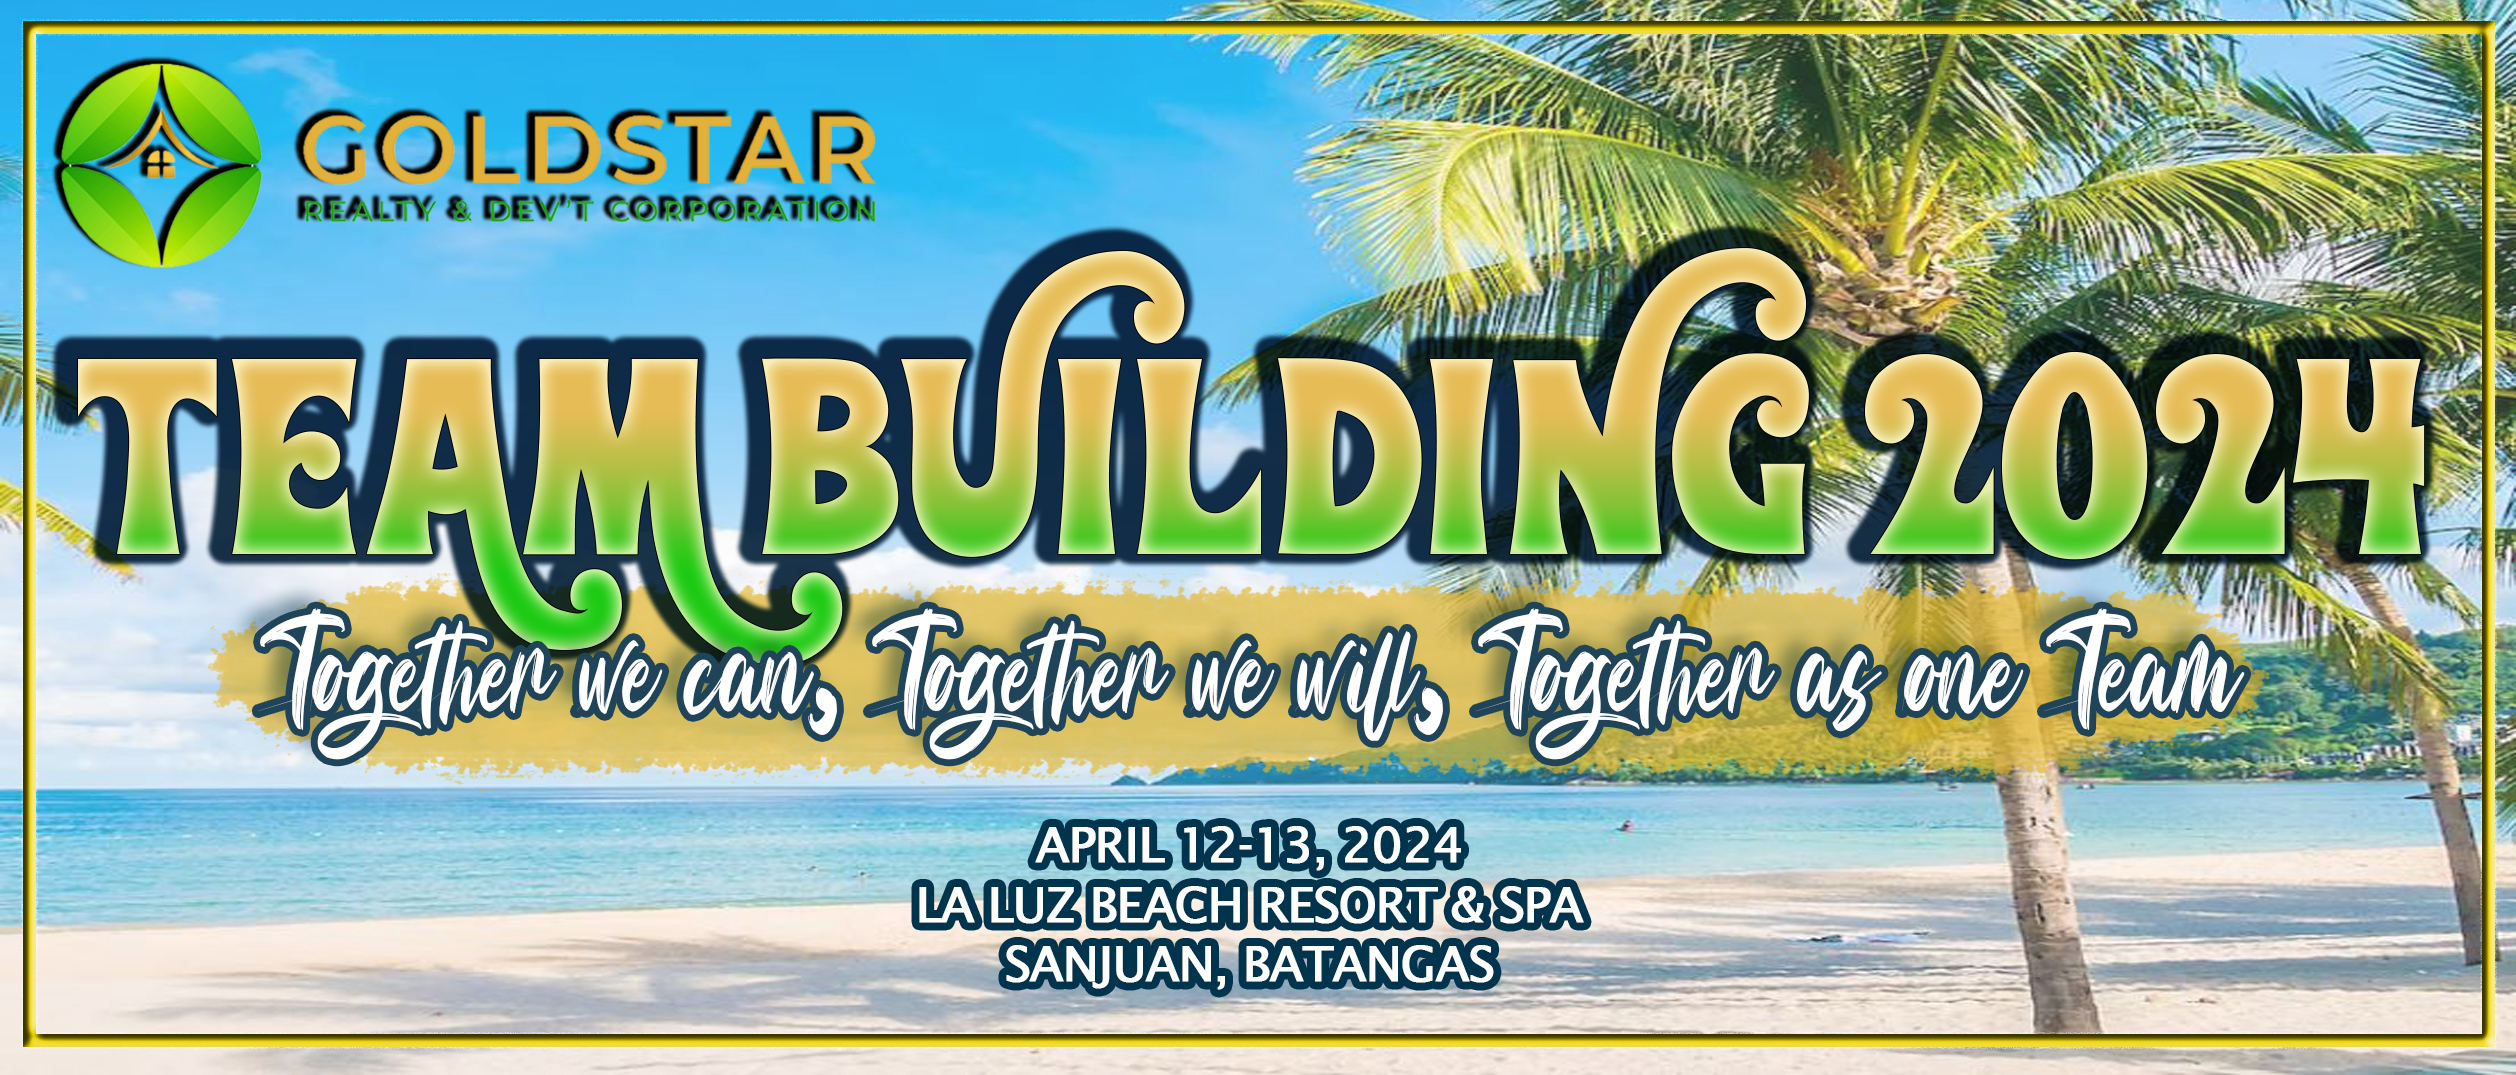 GOLDSTAR
REALTY & DEV'T CORPORATION
TEAM BUILDING 2024
Together we can, Together we will, Together as one Team
APRIL 12-13, 2024
LA LUZ BEACH RESORT & SPA
SANJUAN, BATANGAS